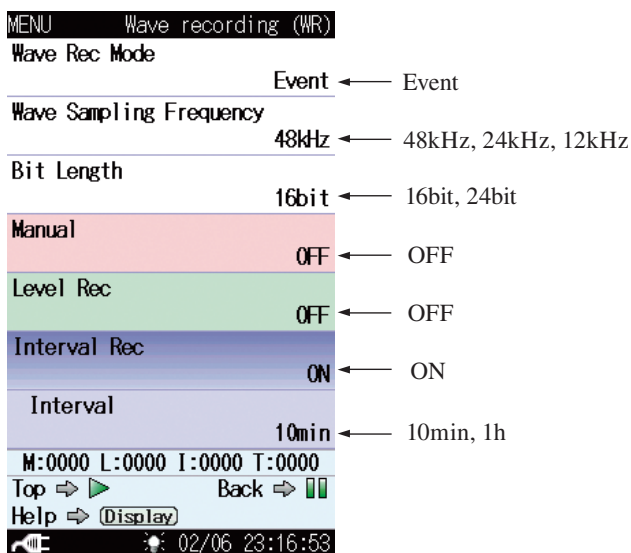 MENU Wave recording (WR)
Wave Rec Mode
Event Event
Wave Sampling Frequency
48kHz 48kHz, 24kHz, 12kHz
Bit Length
16bit 16bit, 24bit
Manual
OFF OFF
Level Rec
OFF OFF
Interval Rec
ON ON
Interval
10min 10min, 1h
M:0000 L:0000 I:0000 T:0000
Top ⇨ ▷ Back ⇨ ▯▯
Help ⇨ (Display)
02/06 23:16:53